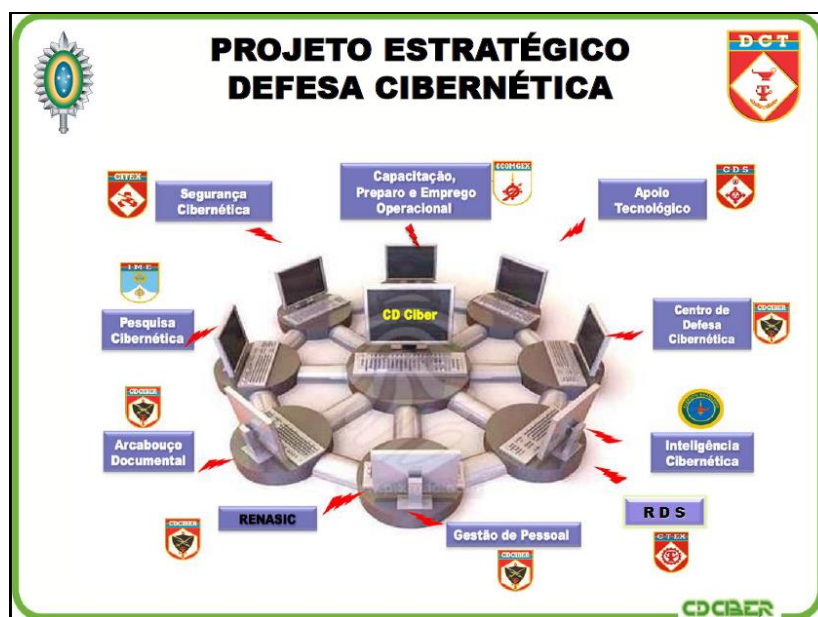 PROJETO ESTRATÉGICO
DEFESA CIBERNÉTICA
DCT
CITEX
Segurança
Cibernética
Capacitação,
Preparo e Emprego
Operacional
CCOMGEX
Apoio
Tecnológico
CDS
IME
Pesquisa
Cibernética
CD Ciber
Centro de
Defesa
Cibernética
CDCIBER
CDCIBER
Arcabouço
Documental
Inteligência
Cibernética
RENASIC
CDCIBER
Gestão de Pessoal
CDCIBER
R D S
CTEX
CDCIBER